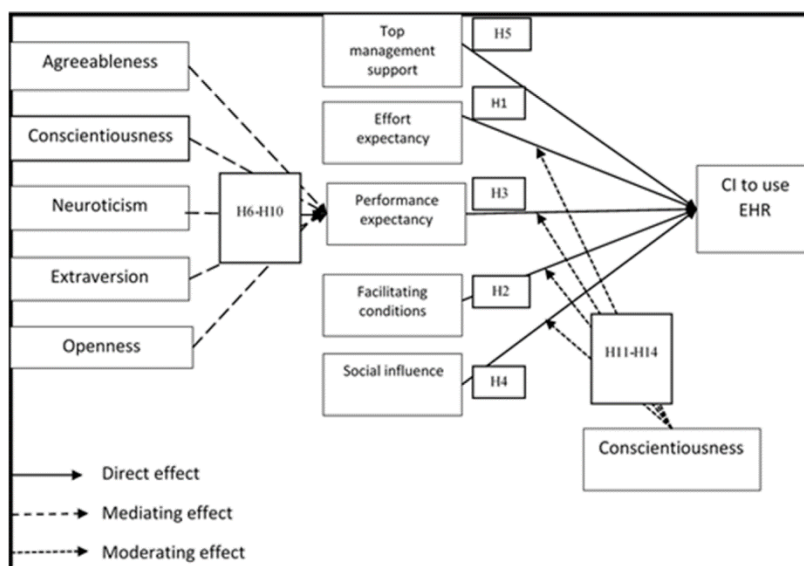 Agreeableness
Conscientiousness
Neuroticism
Extraversion
Openness
H6-H10
Top
management
support
Effort
expectancy
Performance
expectancy
Facilitating
conditions
Social influence
H5
H1
H3
H2
H4
CI to use
EHR
H11-H14
Conscientiousness
Direct effect
Mediating effect
Moderating effect